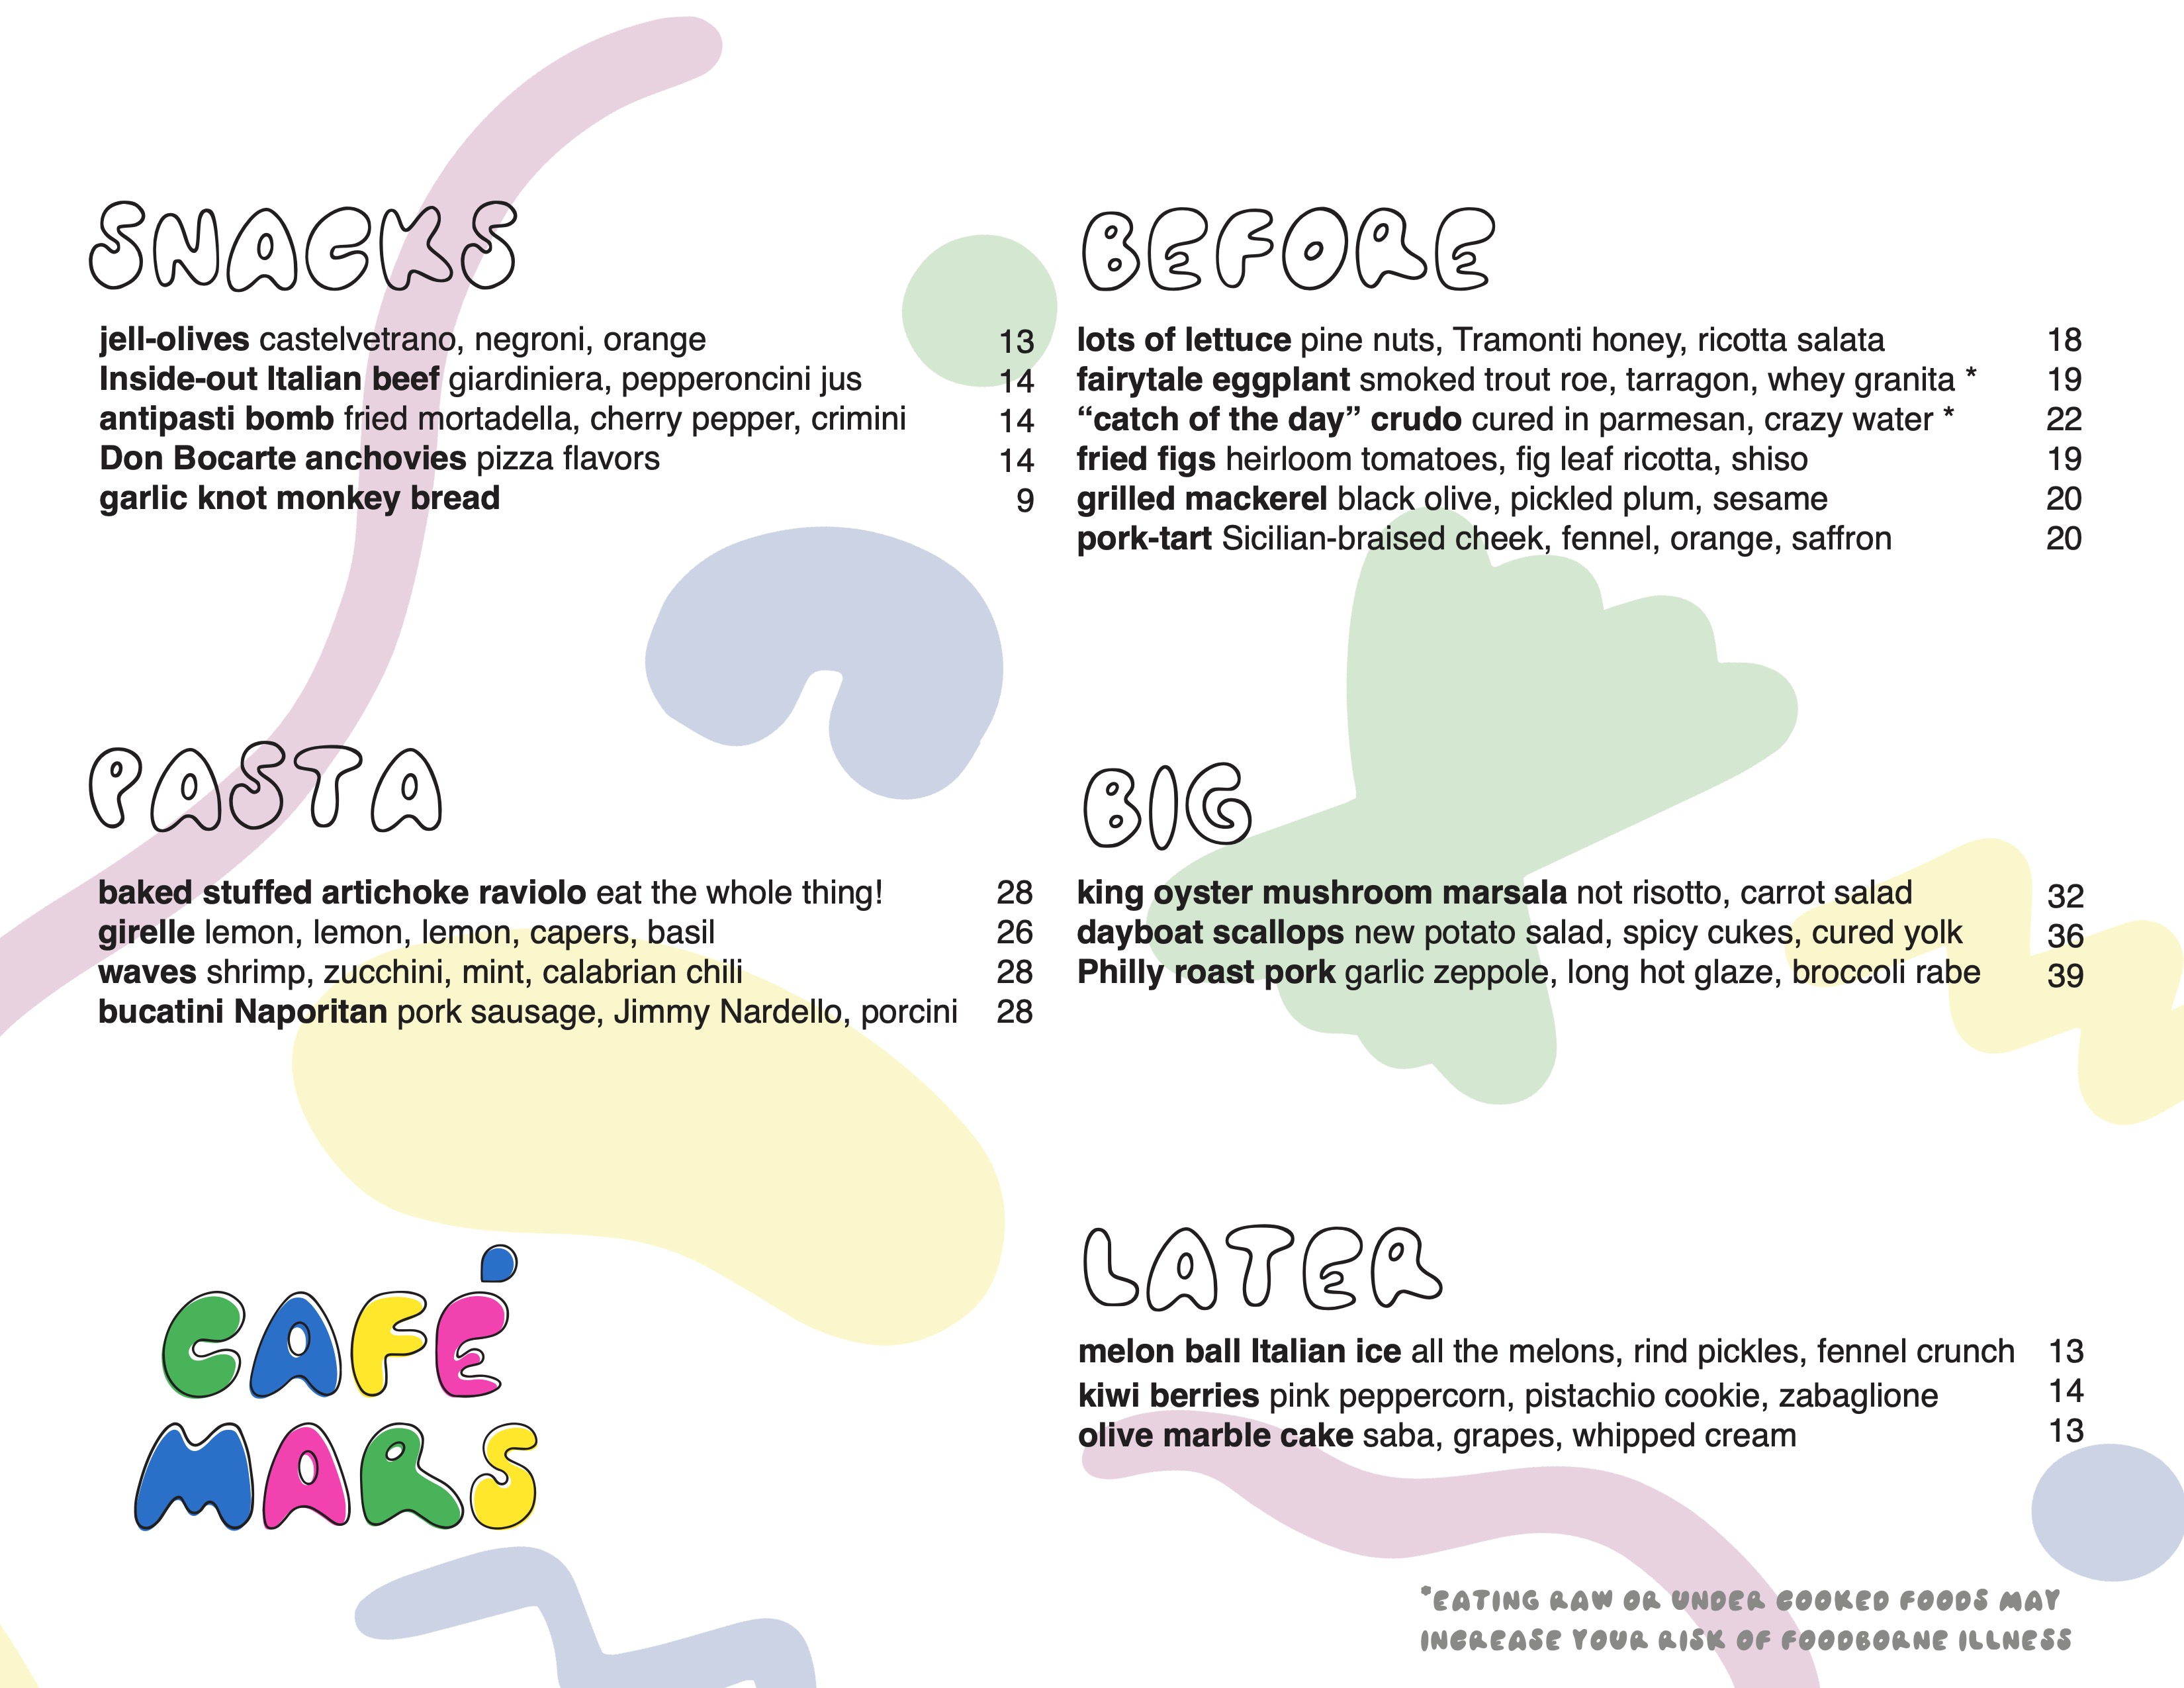 SNACKS
jell-olives castelvetrano, negroni, orange 13
Inside-out Italian beef giardiniera, pepperoncini jus 14
antipasti bomb fried mortadella, cherry pepper, crimini 14
Don Bocarte anchovies pizza flavors 14
garlic knot monkey bread 9
BEFORE
lots of lettuce pine nuts, Tramonti honey, ricotta salata 18
fairytale eggplant smoked trout roe, tarragon, whey granita * 19
“catch of the day” crudo cured in parmesan, crazy water * 22
fried figs heirloom tomatoes, fig leaf ricotta, shiso 19
grilled mackerel black olive, pickled plum, sesame 20
pork-tart Sicilian-braised cheek, fennel, orange, saffron 20
PASTA
baked stuffed artichoke raviolo eat the whole thing! 28
girelle lemon, lemon, lemon, capers, basil 26
waves shrimp, zucchini, mint, calabrian chili 28
bucatini Naporitan pork sausage, Jimmy Nardello, porcini 28
BIG
king oyster mushroom marsala not risotto, carrot salad 32
dayboat scallops new potato salad, spicy cukes, cured yolk 36
Philly roast pork garlic zeppole, long hot glaze, broccoli rabe 39
CAFÉ
MARS
LATER
melon ball Italian ice all the melons, rind pickles, fennel crunch 13
kiwi berries pink peppercorn, pistachio cookie, zabaglione 14
olive marble cake saba, grapes, whipped cream 13
*EATING RAW OR UNDER COOKED FOODS MAY
INCREASE YOUR RISK OF FOODBORNE ILLNESS